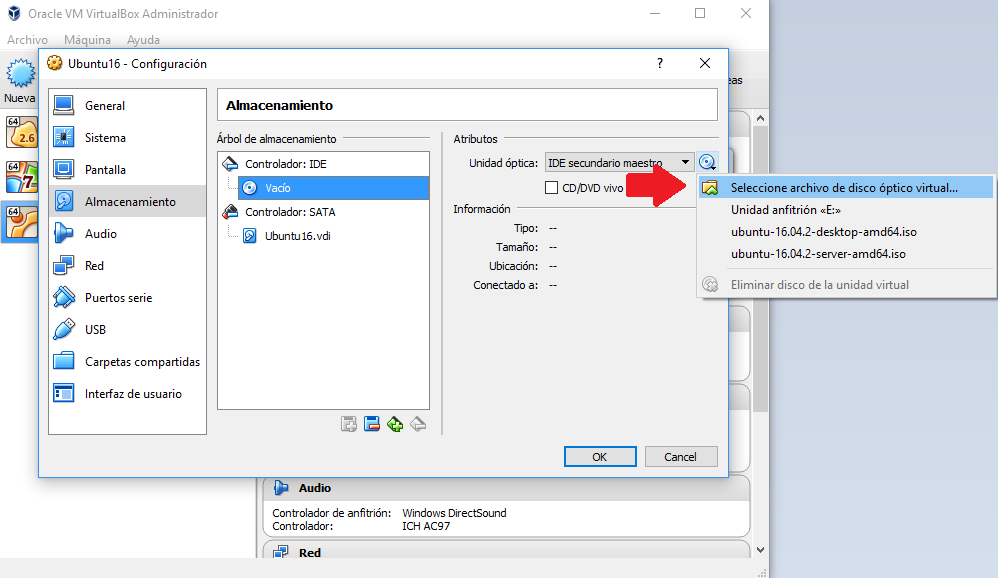 Oracle VM VirtualBox Administrador
Archivo Máquina Ayuda
Nueva
eas
64
2.6
64
7
64
Ubuntu16 - Configuración
?
General
Sistema
Pantalla
Almacenamiento
Audio
Red
Puertos serie
USB
Carpetas compartidas
Interfaz de usuario
Almacenamiento
Árbol de almacenamiento
Controlador: IDE
Vacío
Controlador: SATA
Ubuntu16.vdi
Atributos
Unidad óptica: IDE secundario maestro
CD/DVD vivo
Información
Tipo: --
Tamaño: --
Ubicación: --
Conectado a: --
Seleccione archivo de disco óptico virtual...
Unidad anfitrión «E:»
ubuntu-16.04.2-desktop-amd64.iso
ubuntu-16.04.2-server-amd64.iso
Eliminar disco de la unidad virtual
OK
Cancel
Audio
Controlador de anfitrión: Windows DirectSound
Controlador: ICH AC97
Red